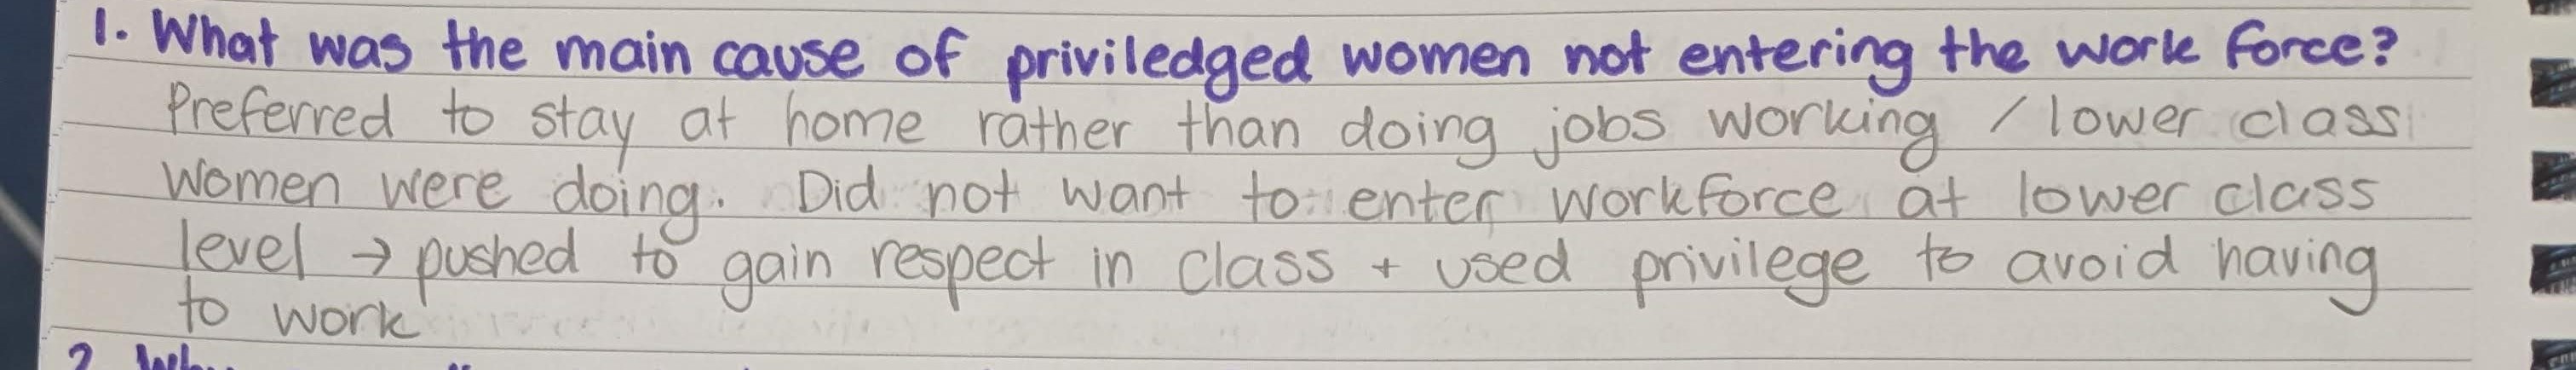 1. What was the main cause of priviledged women not entering the work force?
Preferred to stay at home rather than doing jobs working / lower class
women were doing. Did not want to enter workforce at lower class
level → pushed to gain respect in class + used privilege to avoid having
to work
2.